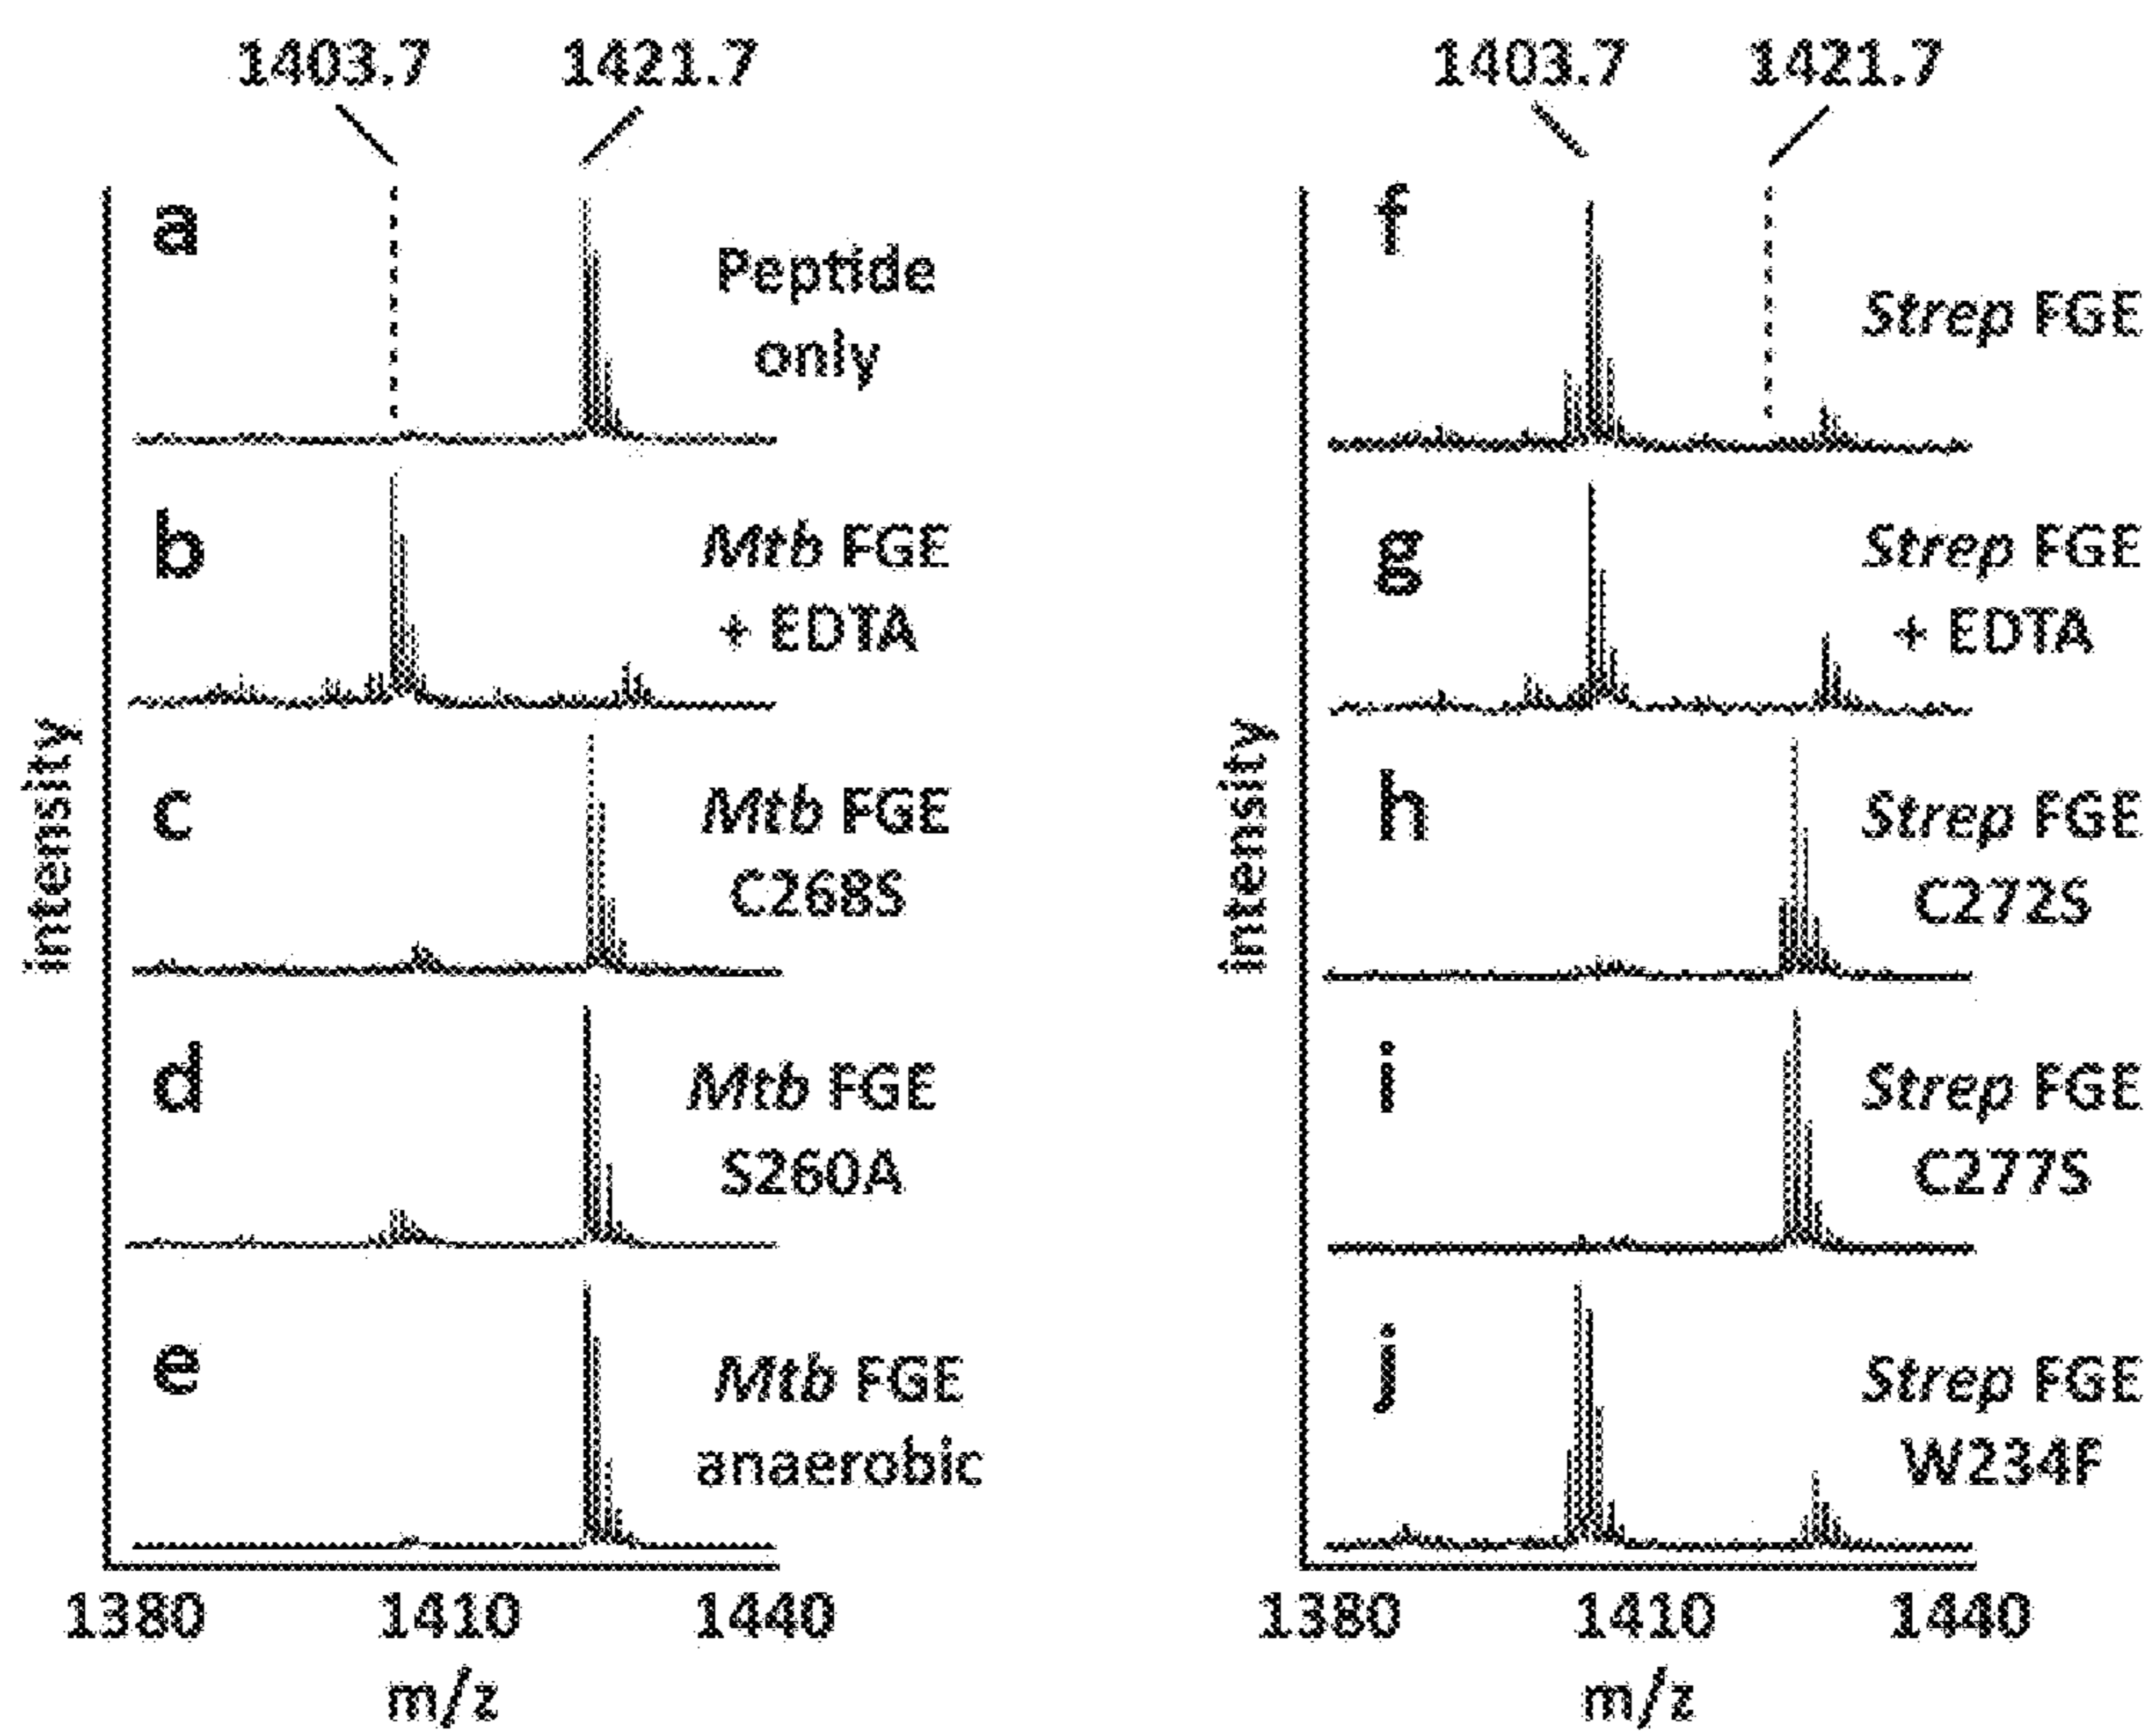 1403.7 1421.7
a
Peptide
only
b
Mtb FGE
+ EDTA
c
Mtb FGE
C268S
d
Mtb FGE
S260A
e
Mtb FGE
anaerobic
intensity
1380 1410 1440
m/z
1403.7 1421.7
f
Strep FGE
g
Strep FGE
+ EDTA
h
Strep FGE
C272S
i
Strep FGE
C277S
j
Strep FGE
W234F
intensity
1380 1410 1440
m/z